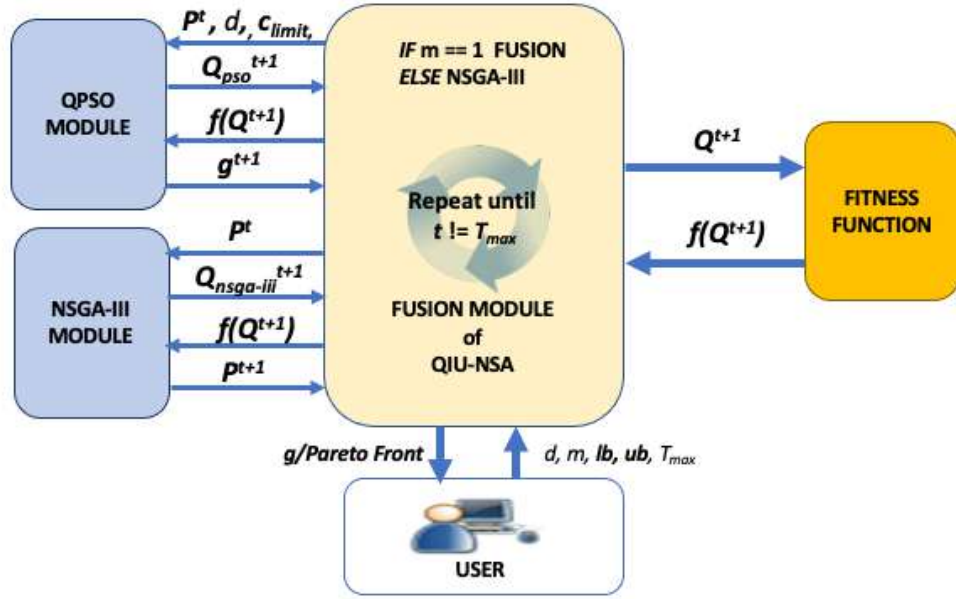 P^t, d,, c_limit,
Q_pso^t+1
f(Q^t+1)
g^t+1
QPSO
MODULE
P^t
Q_nsga-iii^t+1
f(Q^t+1)
P^t+1
NSGA-III
MODULE
IF m == 1 FUSION
ELSE NSGA-III
Repeat until
t != T_max
FUSION MODULE
of
QIU-NSA
Q^t+1
f(Q^t+1)
FITNESS
FUNCTION
g/Pareto Front
d, m, lb, ub, T_max
USER